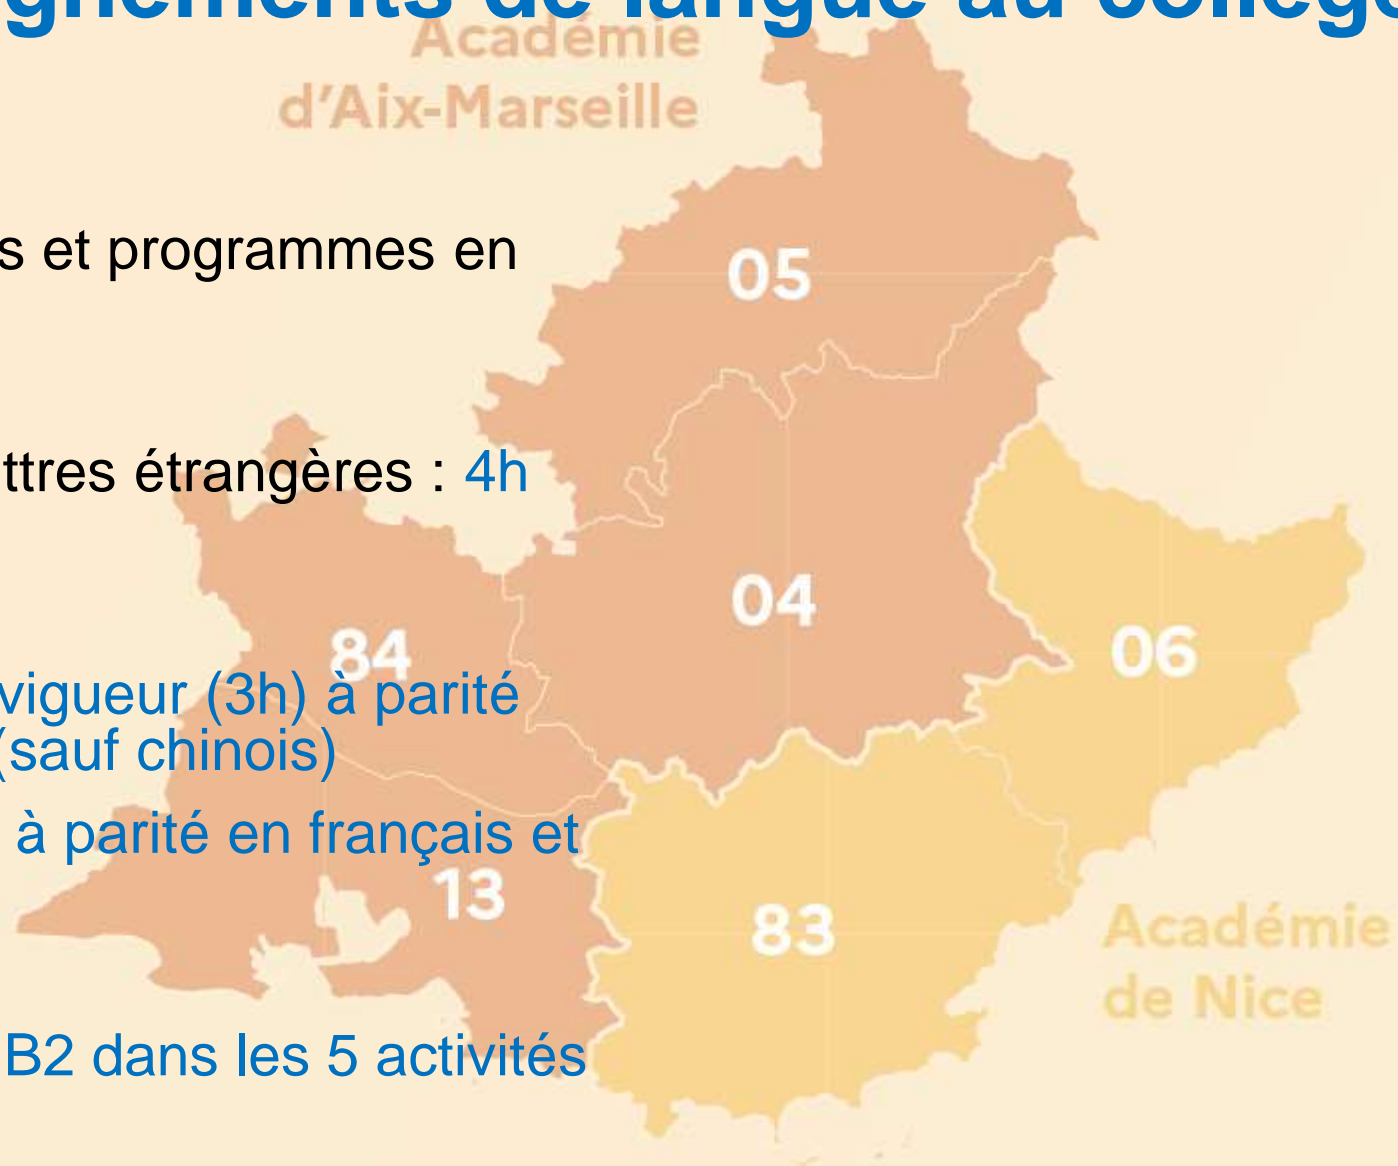 gnements de langue au collège
Académie
d'Aix-Marseille
s et programmes en
05
ttres étrangères : 4h
04
84
06
vigueur (3h) à parité
(sauf chinois)
à parité en français et
13
83
Académie
de Nice
B2 dans les 5 activités